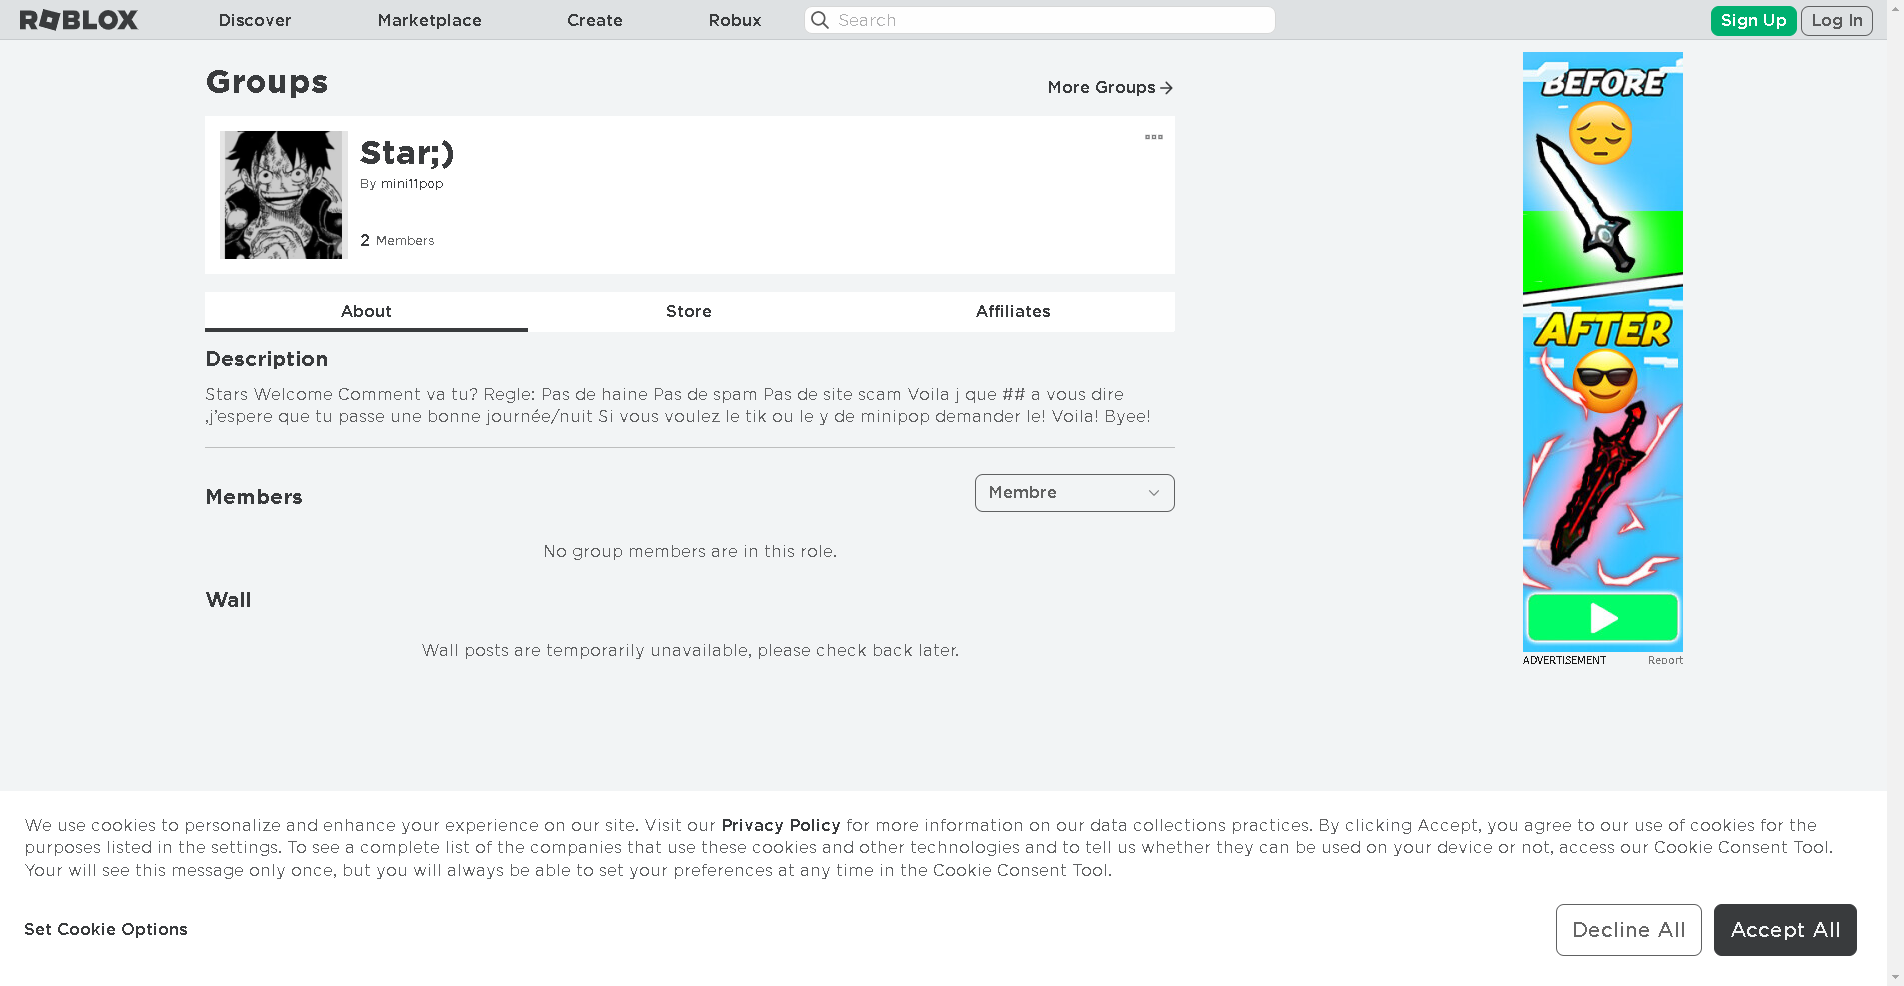 ROBLOX
Discover
Marketplace
Create
Robux
Search
Sign Up
Log In
Groups
More Groups
Star;)
By mini11pop
2 Members
About
Store
Affiliates
Description
Stars Welcome Comment va tu? Regle: Pas de haine Pas de spam Pas de site scam Voila j que ## a vous dire
,j'espere que tu passe une bonne journée/nuit Si vous voulez le tik ou le y de minipop demander le! Voila! Byee!
Members
Membre
No group members are in this role.
Wall
Wall posts are temporarily unavailable, please check back later.
BEFORE
AFTER
ADVERTISEMENT
Report
We use cookies to personalize and enhance your experience on our site. Visit our Privacy Policy for more information on our data collections practices. By clicking Accept, you agree to our use of cookies for the
purposes listed in the settings. To see a complete list of the companies that use these cookies and other technologies and to tell us whether they can be used on your device or not, access our Cookie Consent Tool.
Your will see this message only once, but you will always be able to set your preferences at any time in the Cookie Consent Tool.
Set Cookie Options
Decline All
Accept All